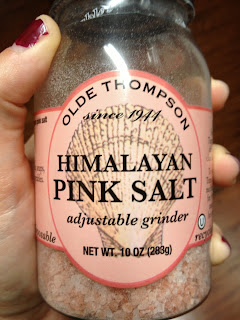 OLDE THOMPSON
since 1944
HIMALAYAN
PINK SALT
adjustable grinder
NET WT. 10 OZ (283g)